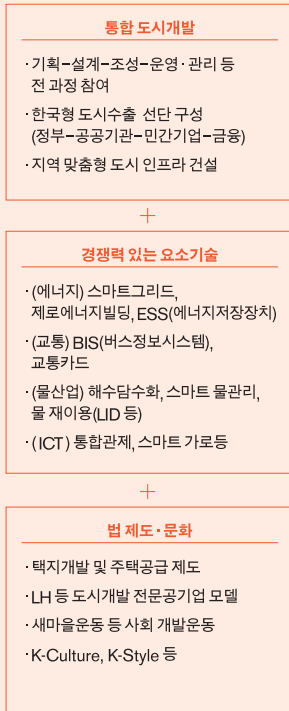 통합 도시개발
· 기획-설계-조성-운영·관리 등
전 과정 참여
· 한국형 도시수출 선단 구성
(정부-공공기관-민간기업-금융)
· 지역 맞춤형 도시 인프라 건설
+
경쟁력 있는 요소기술
· (에너지) 스마트그리드,
제로에너지빌딩, ESS(에너지저장장치)
· (교통) BIS(버스정보시스템),
교통카드
· (물산업) 해수담수화, 스마트 물관리,
물 재이용(LID 등)
· (ICT) 통합관제, 스마트 가로등
+
법 제도·문화
· 택지개발 및 주택공급 제도
· LH 등 도시개발 전문공기업 모델
· 새마을운동 등 사회 개발운동
· K-Culture, K-Style 등